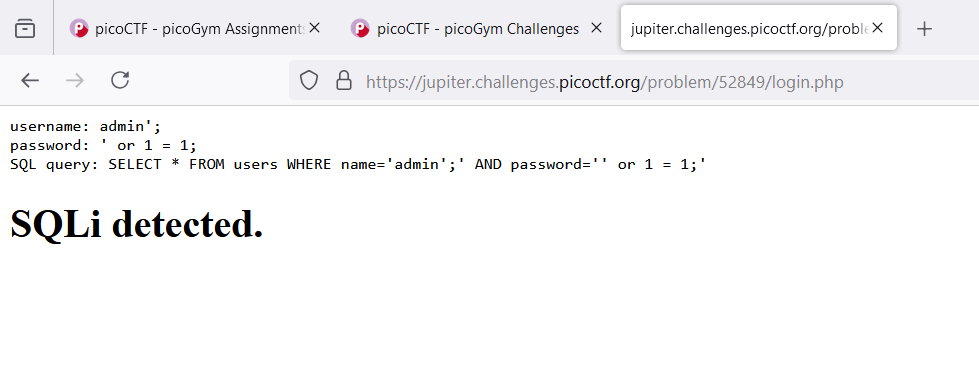 picoCTF - picoGym Assignment
picoCTF - picoGym Challenges
jupiter.challenges.picoctf.org/proble
https://jupiter.challenges.picoctf.org/problem/52849/login.php
username: admin';
password: ' or 1 = 1;
SQL query: SELECT * FROM users WHERE name='admin';' AND password='' or 1 = 1;'
SQLi detected.